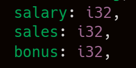 salary: i32,
sales: i32,
bonus: i32,